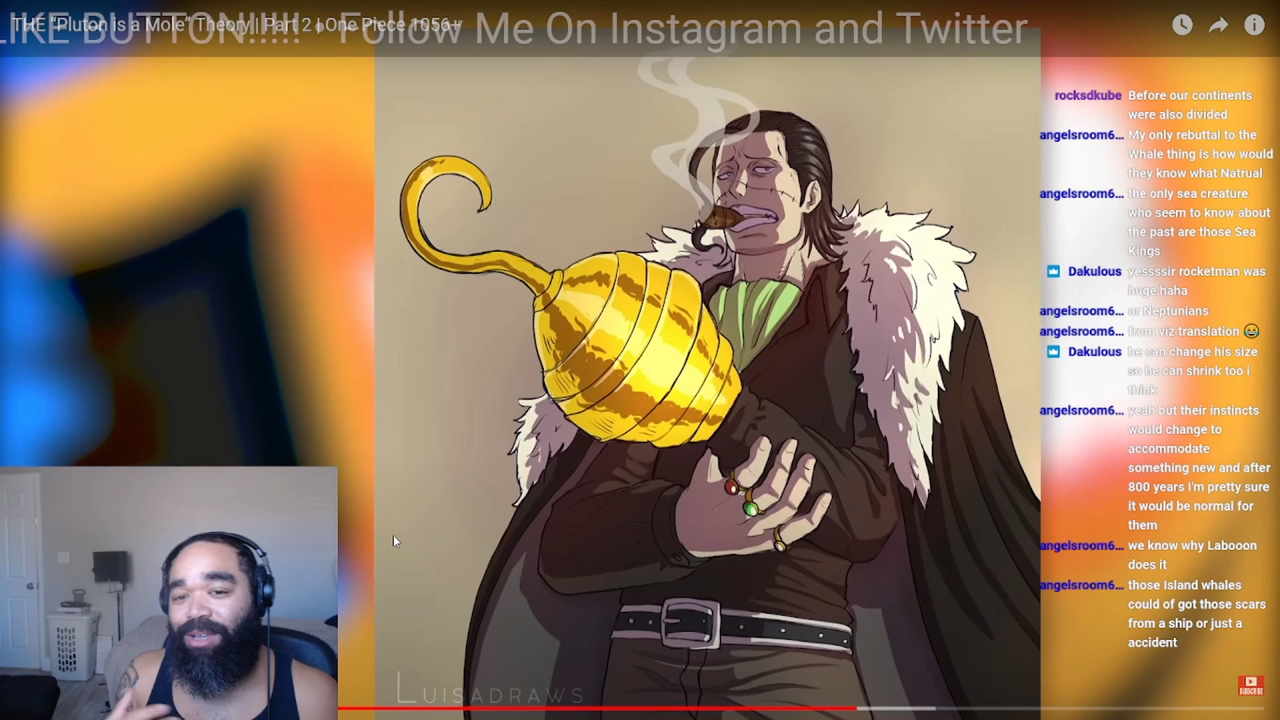 LIKE BUTTON!!!!! Follow Me On Instagram and Twitter
THE "Pluton is a Mole" Theory! | Part 2 | One Piece 1056+
rocksdkube Before our continents
were also divided
angelsroom6... My only rebuttal to the
Whale thing is how would
they know what Natrual
angelsroom6... the only sea creature
who seem to know about
the past are those Sea
Kings
Dakulous yessssir rocketman was
huge haha
angelsroom6... or Neptunians
angelsroom6... from viz translation 😂
Dakulous he can change his size
so he can shrink too i
think
angelsroom6... yeah but their instincts
would change to
accommodate
something new and after
800 years I'm pretty sure
it would be normal for
them
angelsroom6... we know why Labooon
does it
angelsroom6... those Island whales
could of got those scars
from a ship or just a
accident
LUISADRAWS
SUBSCRIBE